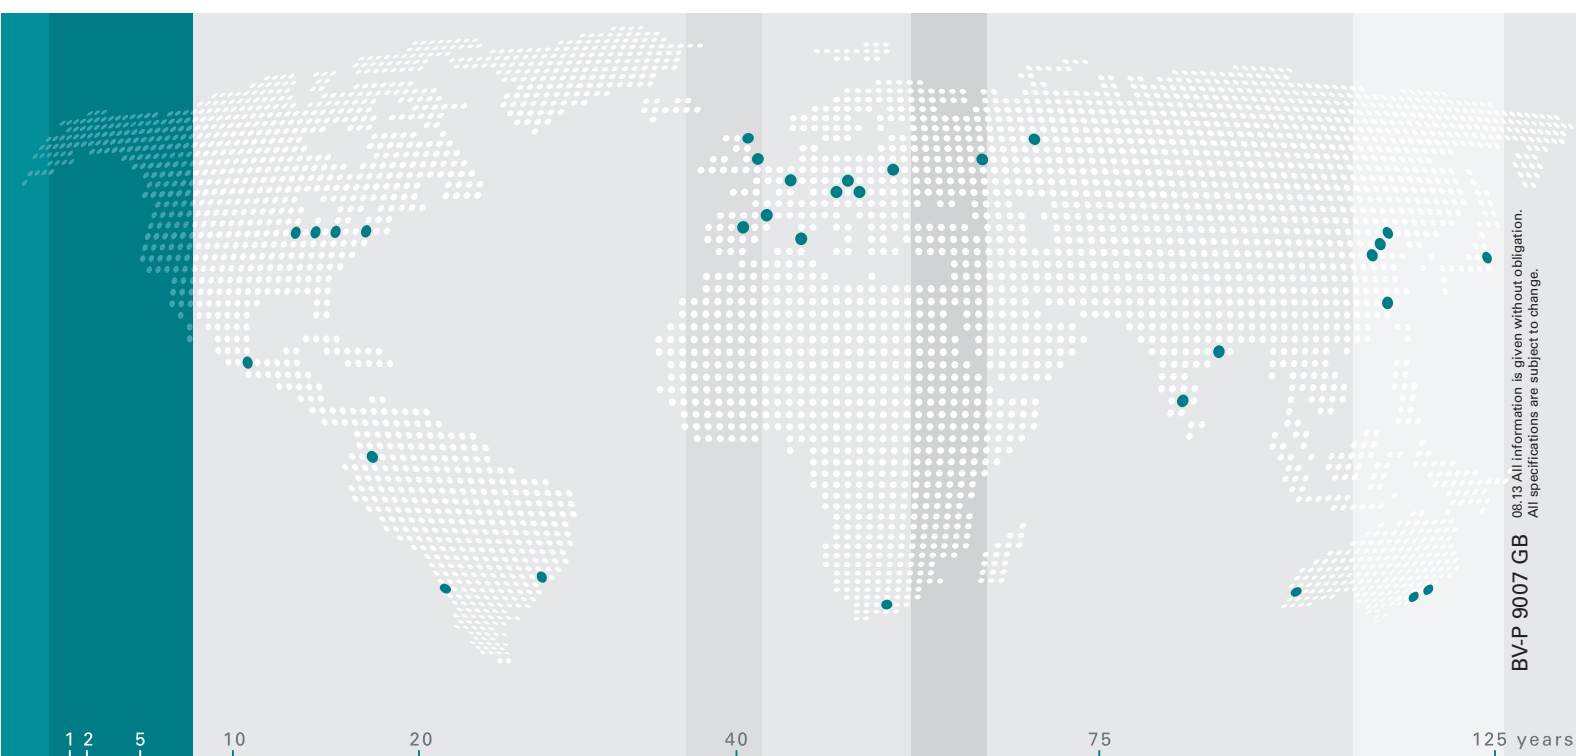 08.13 All information is given without obligation.
All specifications are subject to change.
BV-P 9007 GB
1 2 5 10 20 40 75 125 years